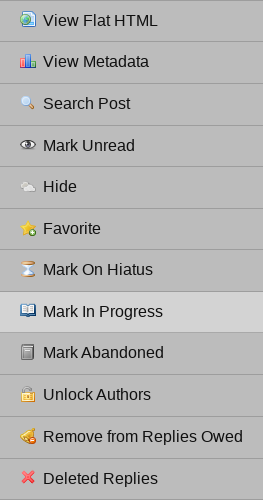 View Flat HTML
View Metadata
Search Post
Mark Unread
Hide
Favorite
Mark On Hiatus
Mark In Progress
Mark Abandoned
Unlock Authors
Remove from Replies Owed
Deleted Replies